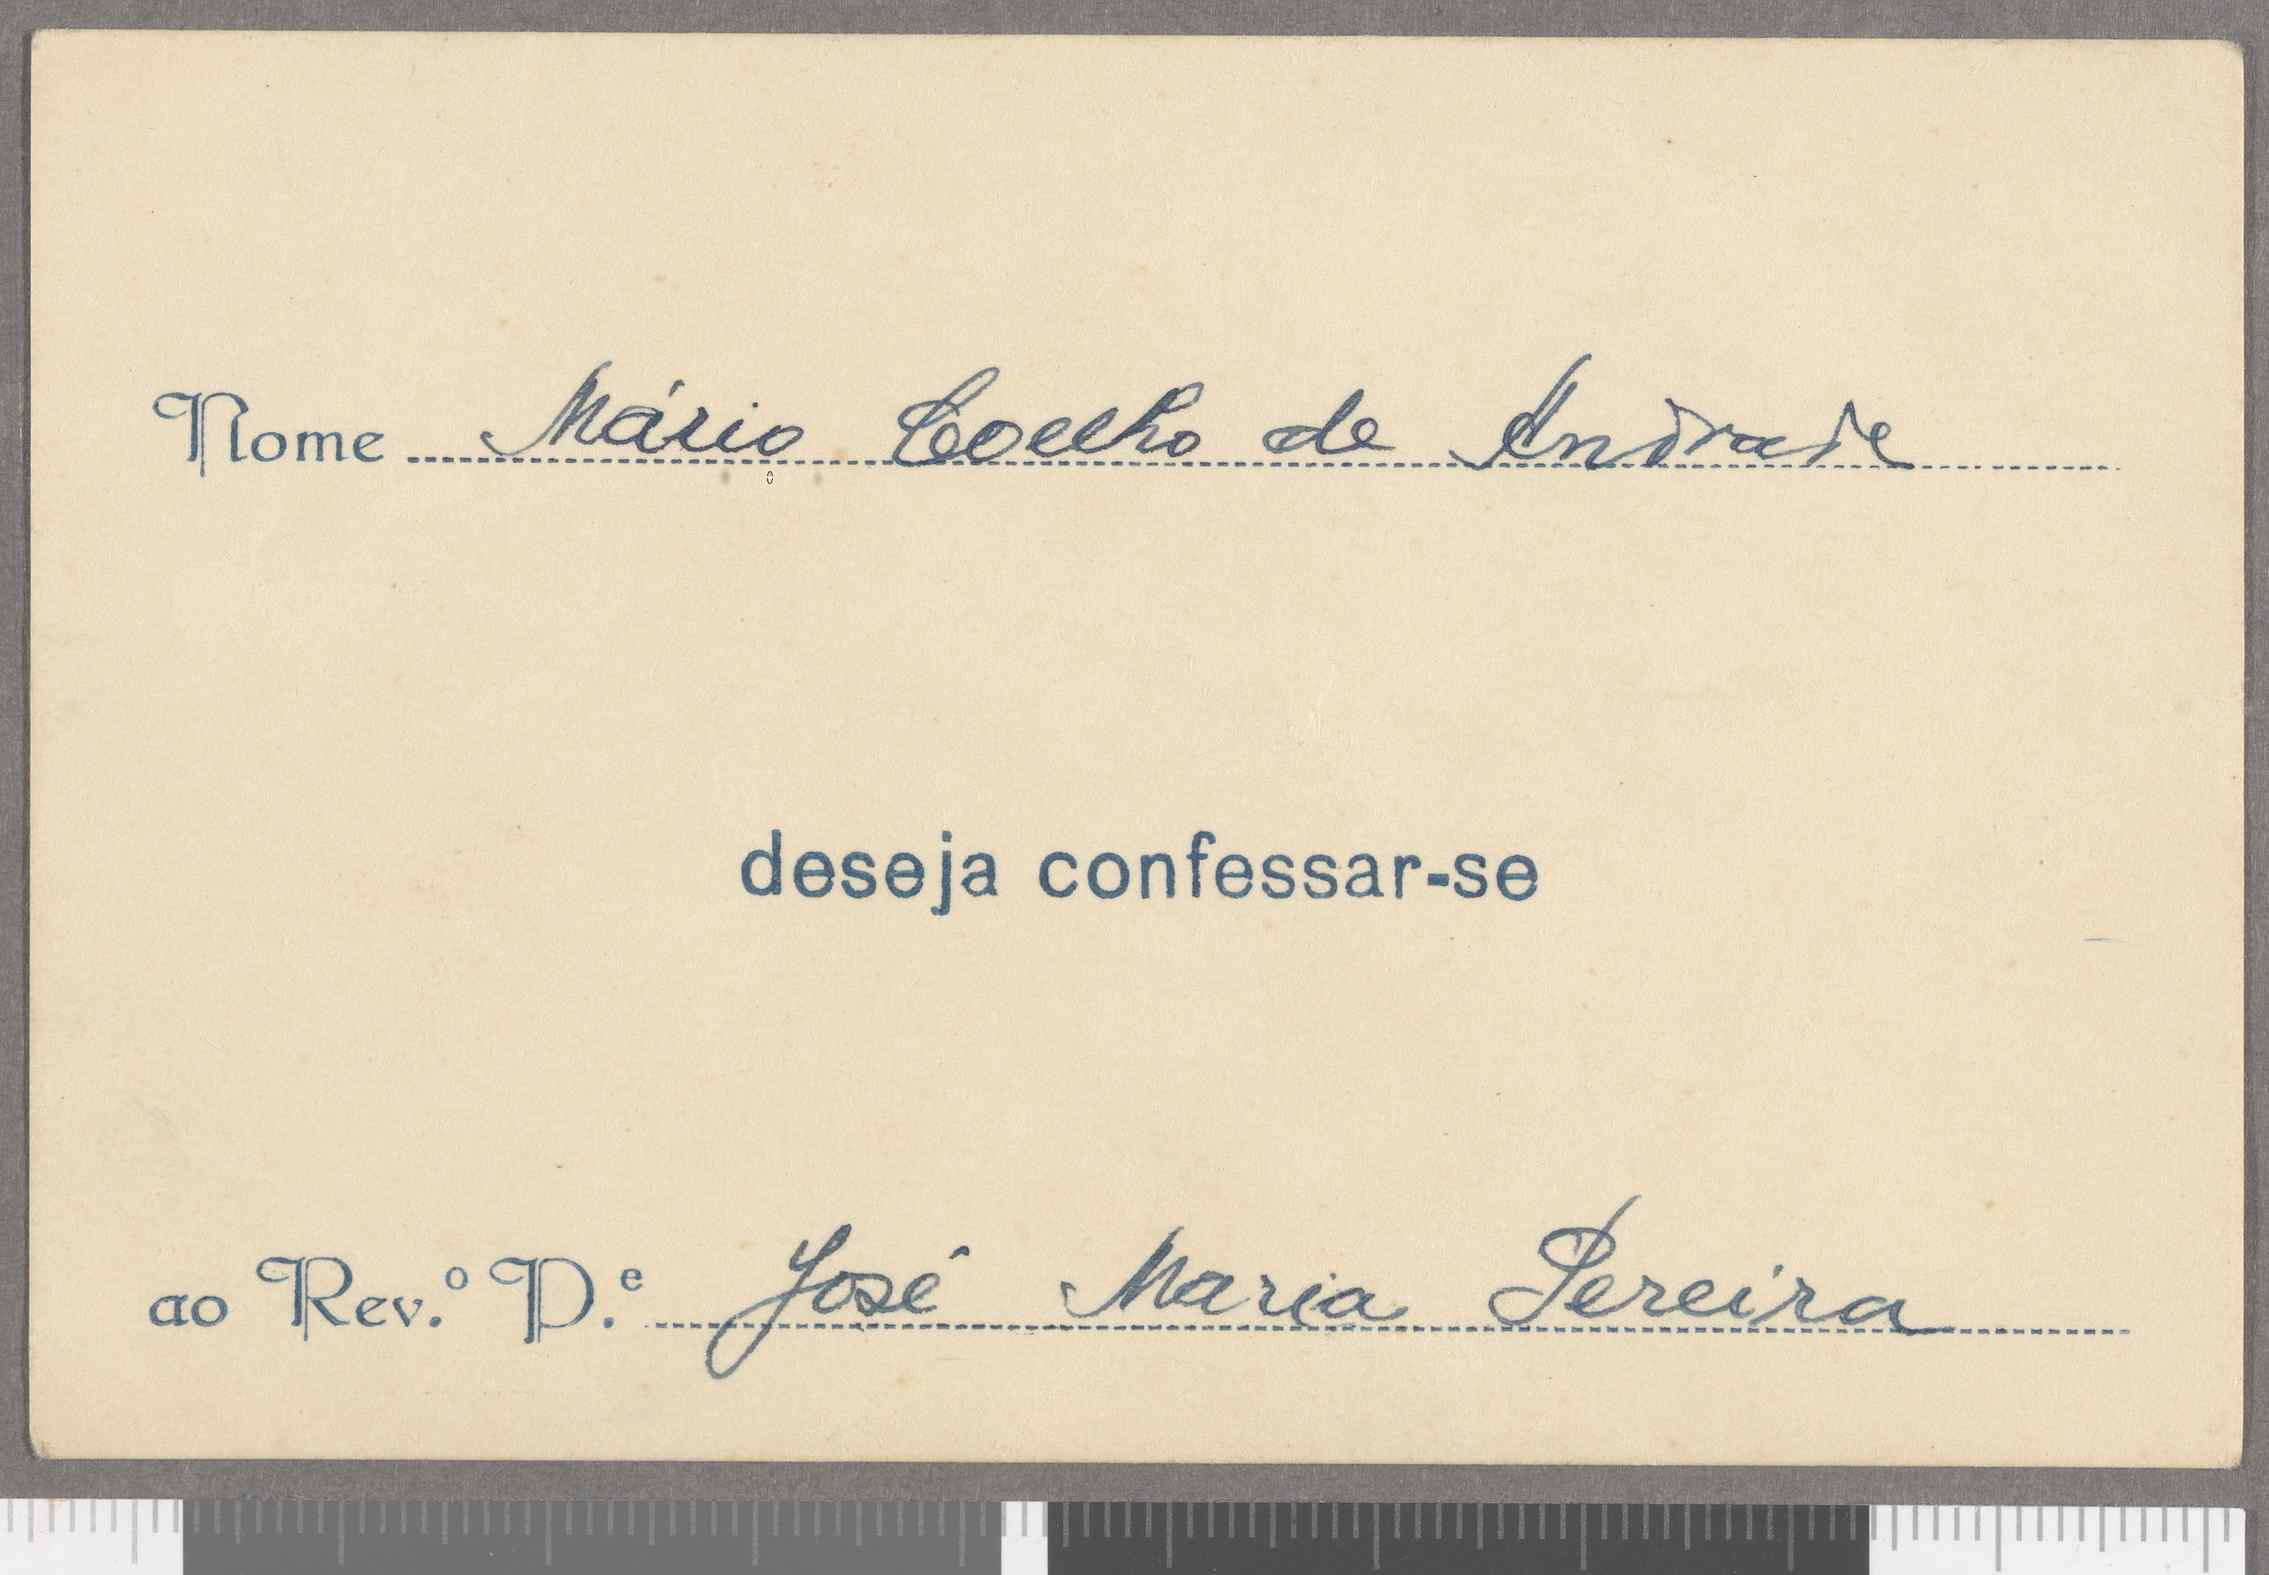 Nome Mário Coelho de Andrade
deseja confessar-se
ao Rev.º P.e José Maria Pereira